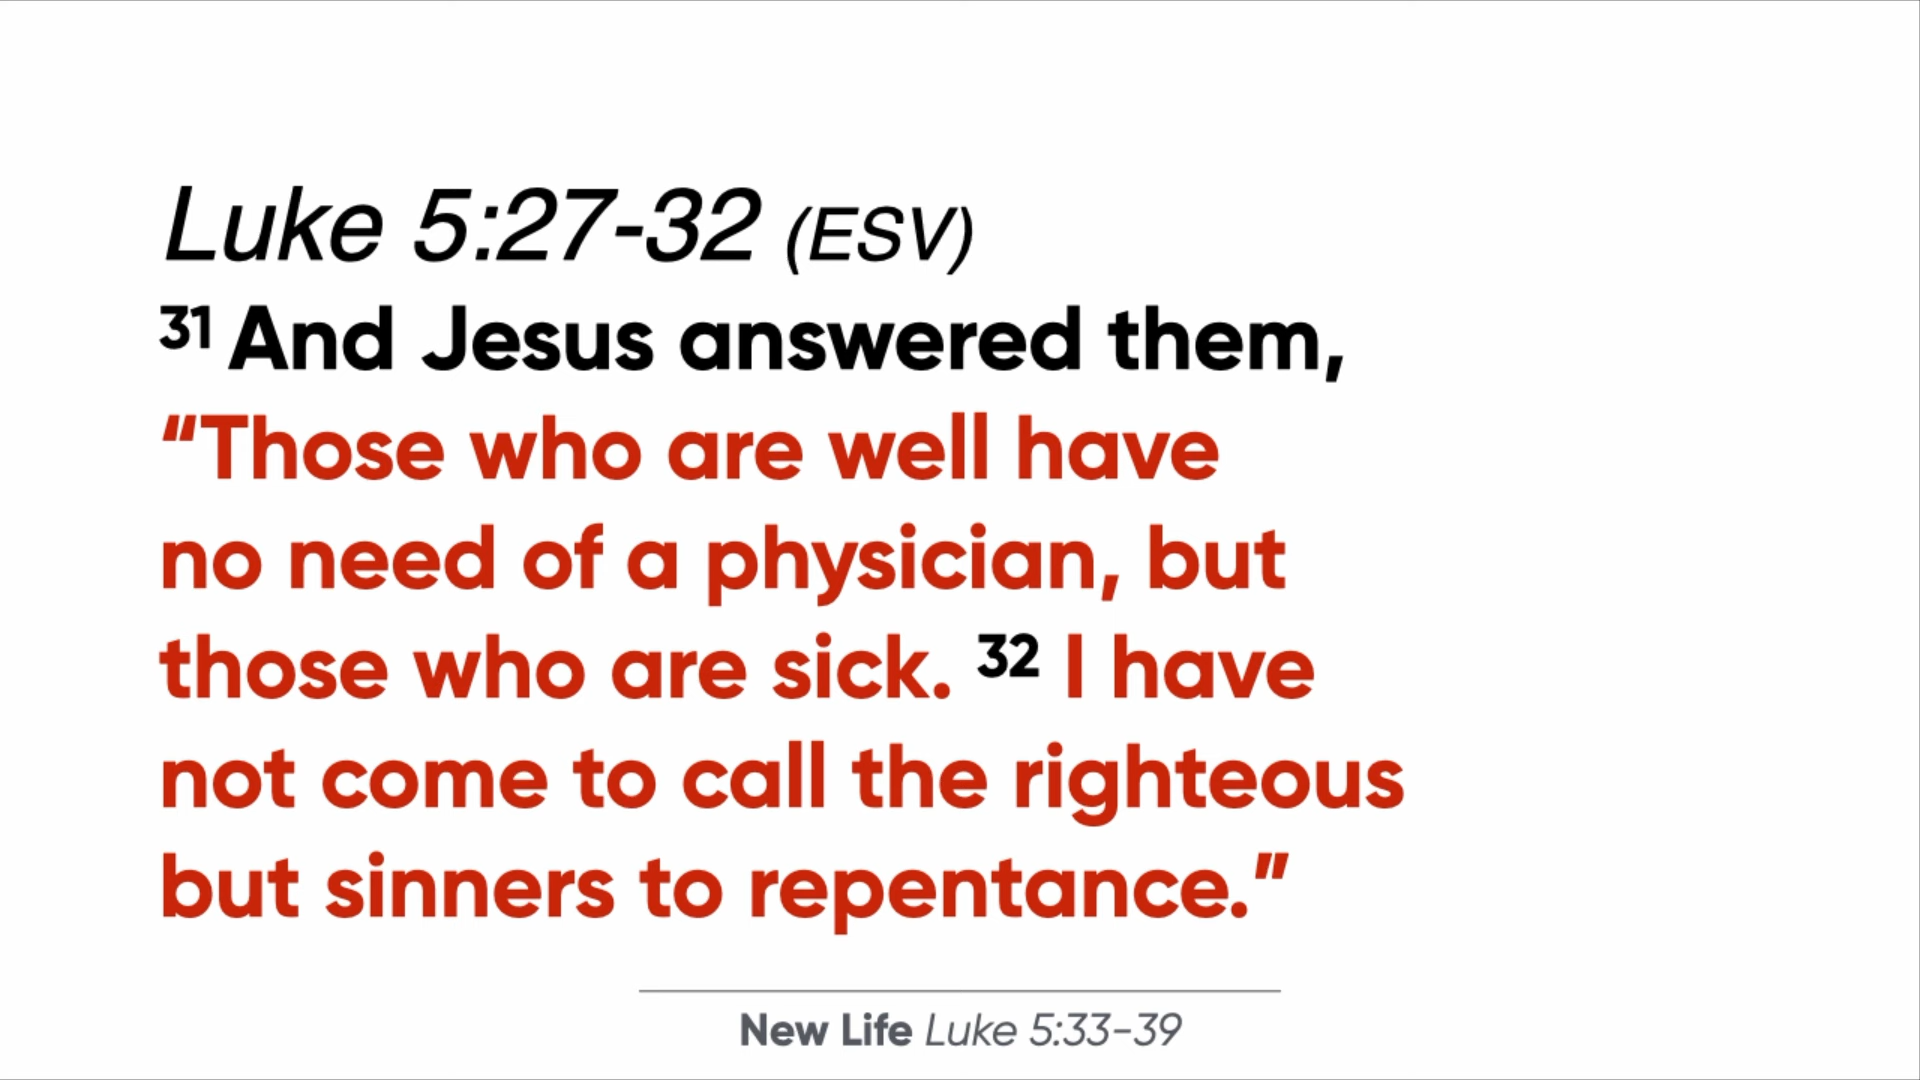 Luke 5:27-32 (ESV)
31 And Jesus answered them,
“Those who are well have
no need of a physician, but
those who are sick. 32 I have
not come to call the righteous
but sinners to repentance.”
New Life Luke 5:33-39